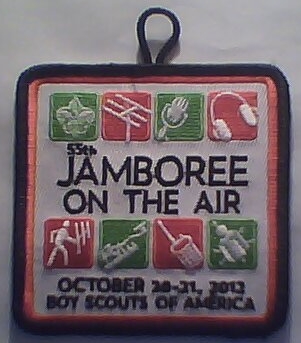 55th
JAMBOREE
ON THE AIR
OCTOBER 20-21, 2012
BOY SCOUTS OF AMERICA